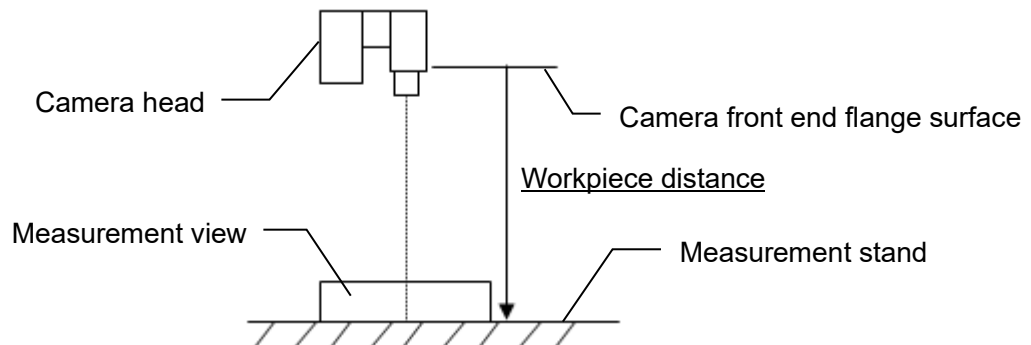 Camera head
Camera front end flange surface
Workpiece distance
Measurement view
Measurement stand